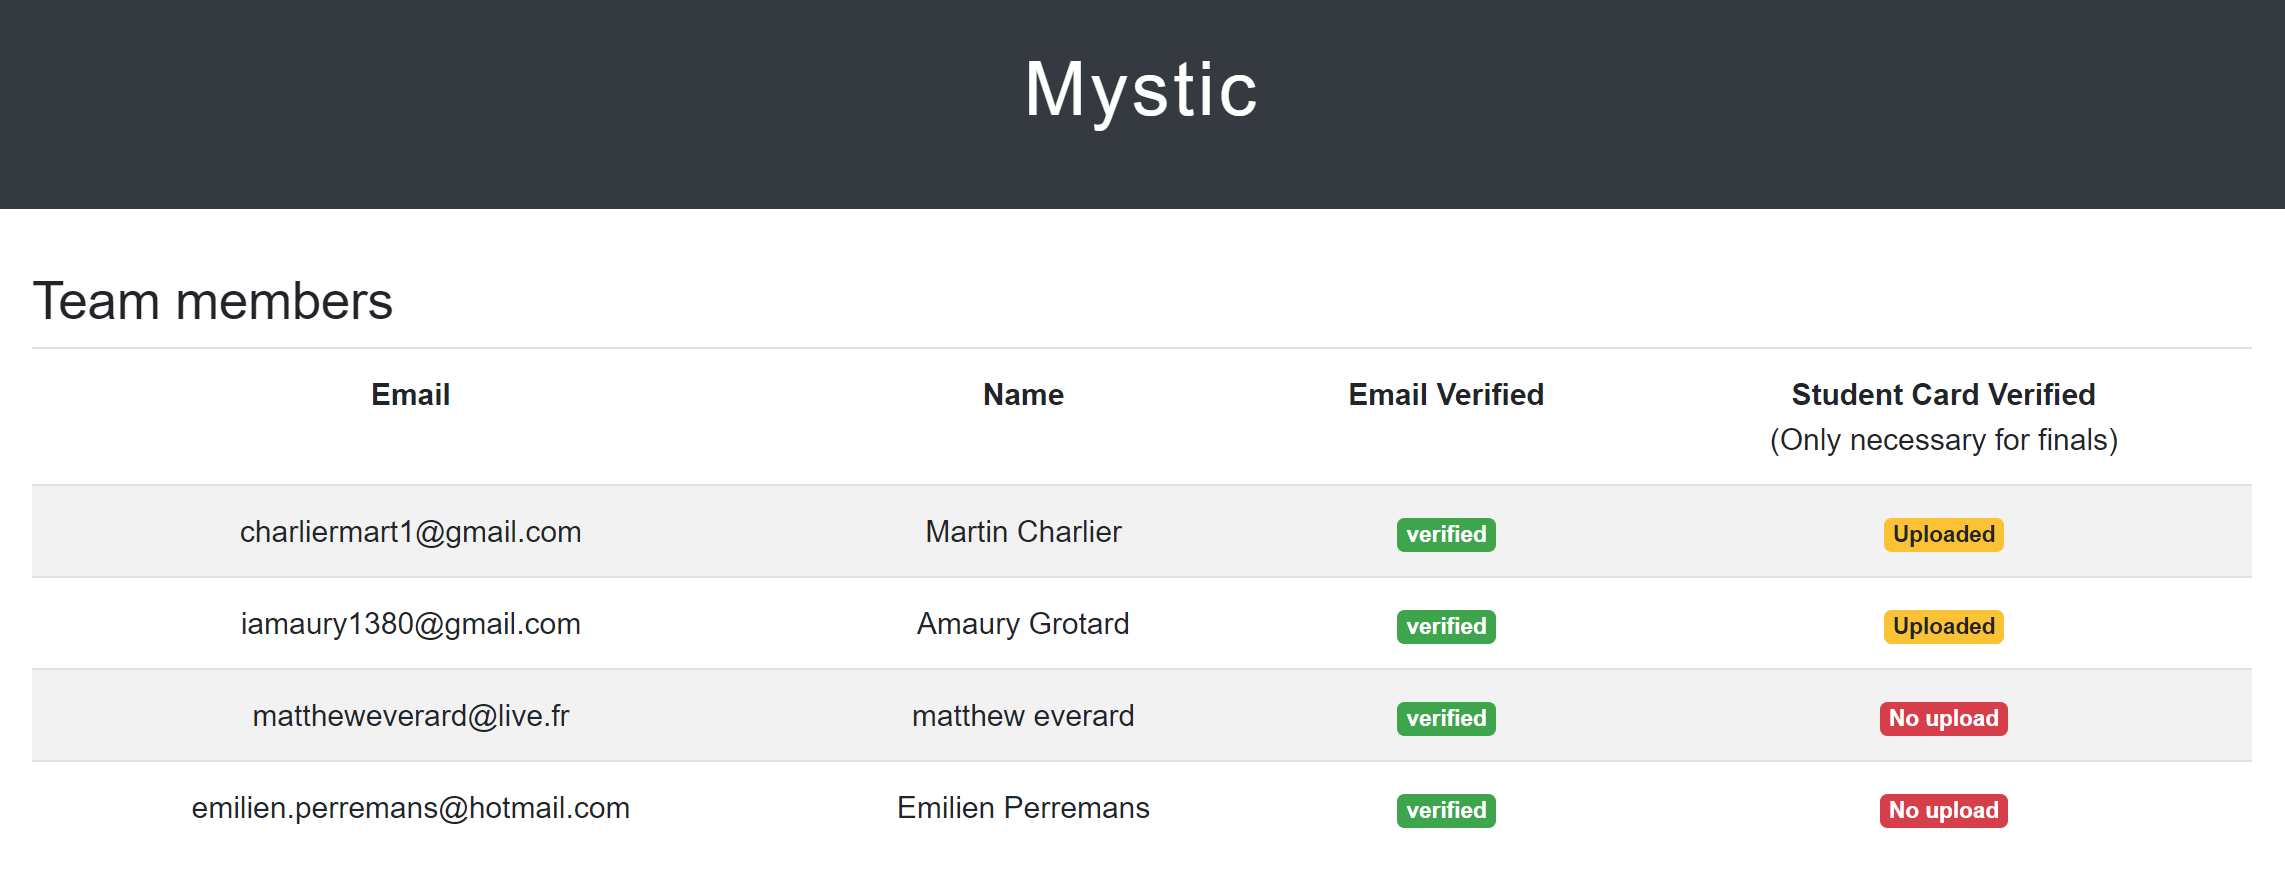 Mystic
Team members
Email Name Email Verified Student Card Verified
(Only necessary for finals)
charliermart1@gmail.com Martin Charlier verified Uploaded
iamaury1380@gmail.com Amaury Grotard verified Uploaded
mattheweverard@live.fr matthew everard verified No upload
emilien.perremans@hotmail.com Emilien Perremans verified No upload